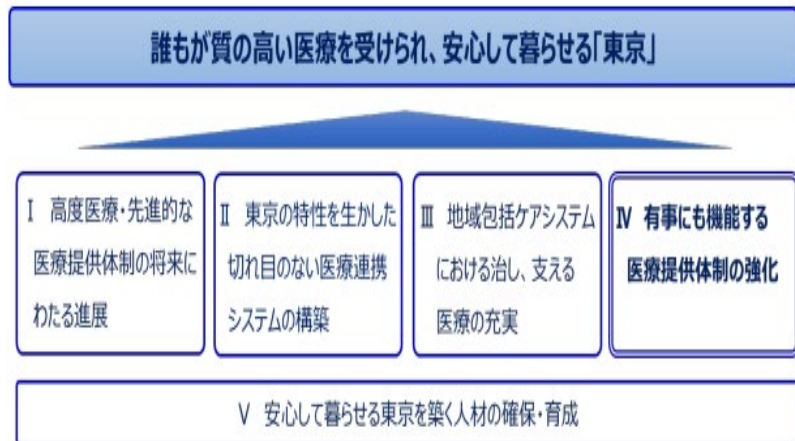 誰もが質の高い医療を受けられ、安心して暮らせる「東京」
Ⅰ 高度医療・先進的な
医療提供体制の将来に
わたる進展
Ⅱ 東京の特性を生かした
切れ目のない医療連携
システムの構築
Ⅲ 地域包括ケアシステム
における治し、支える
医療の充実
Ⅳ 有事にも機能する
医療提供体制の強化
Ⅴ 安心して暮らせる東京を築く人材の確保・育成